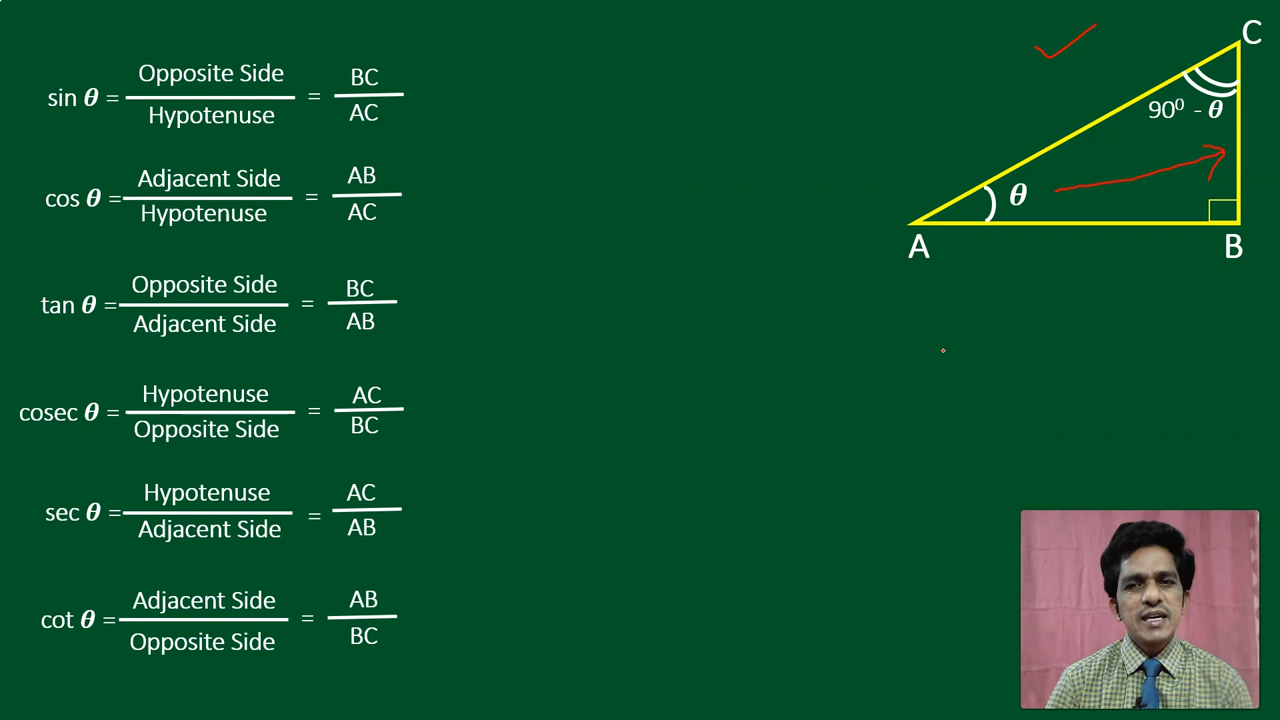 sin θ = Opposite Side / Hypotenuse = BC / AC
cos θ = Adjacent Side / Hypotenuse = AB / AC
tan θ = Opposite Side / Adjacent Side = BC / AB
cosec θ = Hypotenuse / Opposite Side = AC / BC
sec θ = Hypotenuse / Adjacent Side = AC / AB
cot θ = Adjacent Side / Opposite Side = AB / BC
C
90⁰ - θ
θ
A
B